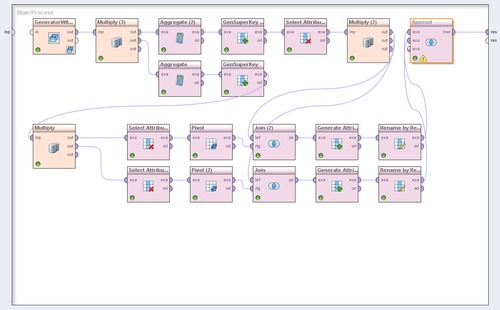 Main Process
GeneratorWit...
Multiply (3)
Aggregate (2)
GenSuperKey ...
Select Attribu...
Multiply (2)
Append
inp
in
out
out
out
inp
out
out
out
exa
exa
ori
exa
exa
ori
exa
exa
ori
inp
out
out
out
exa
exa
exa
mer
res
res
Aggregate
GenSuperKey
exa
exa
ori
exa
exa
ori
Multiply
Select Attribu...
Pivot
Join (2)
Generate Attri...
Rename by Re...
inp
out
out
out
exa
exa
ori
exa
exa
ori
lef
rig
joi
exa
exa
ori
exa
exa
ori
Select Attribu...
Pivot (2)
Join
Generate Attri...
Rename by Re...
exa
exa
ori
exa
exa
ori
lef
rig
joi
exa
exa
ori
exa
exa
ori